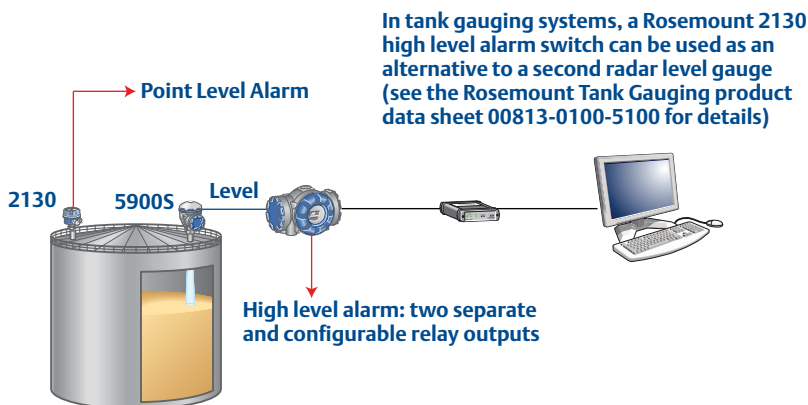 In tank gauging systems, a Rosemount 2130
high level alarm switch can be used as an
alternative to a second radar level gauge
(see the Rosemount Tank Gauging product
data sheet 00813-0100-5100 for details)
Point Level Alarm
2130
5900S
Level
High level alarm: two separate
and configurable relay outputs